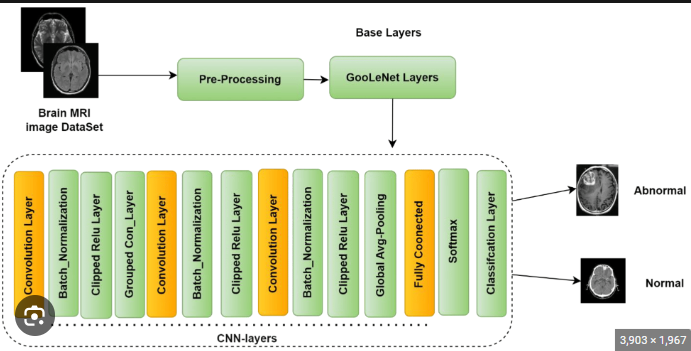 Base Layers
Pre-Processing
GooLeNet Layers
Brain MRI
image DataSet
Convolution Layer
Batch_Normalization
Clipped Relu Layer
Grouped Con_Layer
Convolution Layer
Batch_Normalization
Clipped Relu Layer
Convolution Layer
Batch_Normalization
Clipped Relu Layer
Global Avg-Pooling
Fully Coonected
Softmax
Classifcation Layer
Abnormal
Normal
CNN-layers
3,903 × 1,967